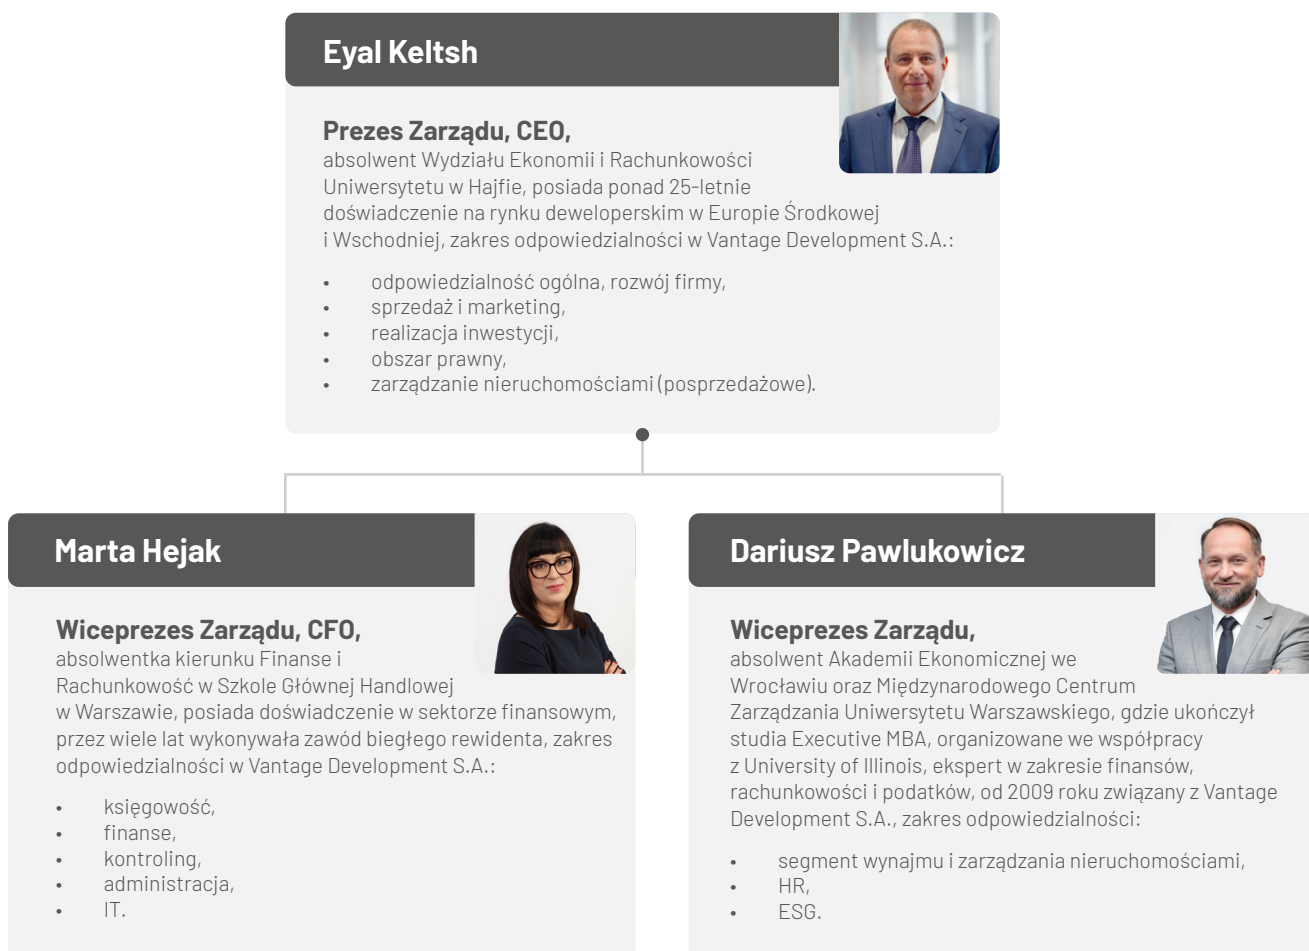 Eyal Keltsh
Prezes Zarządu, CEO,
absolwent Wydziału Ekonomii i Rachunkowości
Uniwersytetu w Hajfie, posiada ponad 25-letnie
doświadczenie na rynku deweloperskim w Europie Środkowej
i Wschodniej, zakres odpowiedzialności w Vantage Development S.A.:
• odpowiedzialność ogólna, rozwój firmy,
• sprzedaż i marketing,
• realizacja inwestycji,
• obszar prawny,
• zarządzanie nieruchomościami (posprzedażowe).
Marta Hejak
Wiceprezes Zarządu, CFO,
absolwentka kierunku Finanse i
Rachunkowość w Szkole Głównej Handlowej
w Warszawie, posiada doświadczenie w sektorze finansowym,
przez wiele lat wykonywała zawód biegłego rewidenta, zakres
odpowiedzialności w Vantage Development S.A.:
• księgowość,
• finanse,
• kontroling,
• administracja,
• IT.
Dariusz Pawlukowicz
Wiceprezes Zarządu,
absolwent Akademii Ekonomicznej we
Wrocławiu oraz Międzynarodowego Centrum
Zarządzania Uniwersytetu Warszawskiego, gdzie ukończył
studia Executive MBA, organizowane we współpracy
z University of Illinois, ekspert w zakresie finansów,
rachunkowości i podatków, od 2009 roku związany z Vantage
Development S.A., zakres odpowiedzialności:
• segment wynajmu i zarządzania nieruchomościami,
• HR,
• ESG.